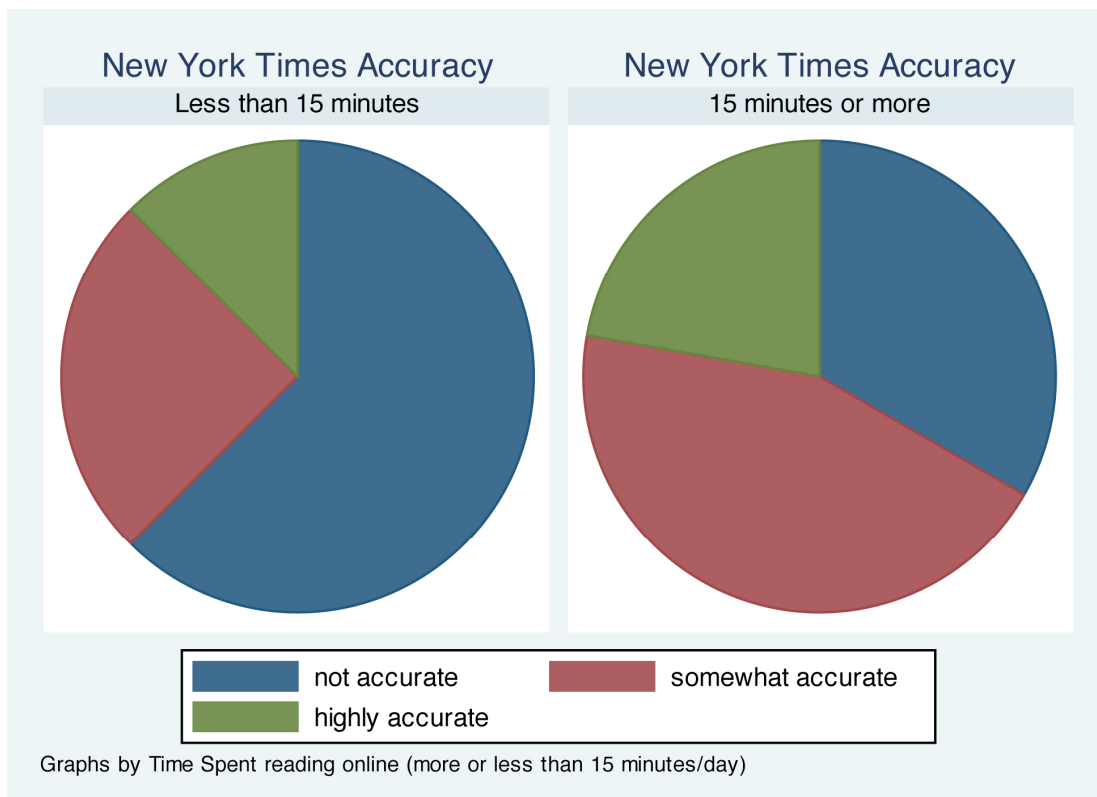 New York Times Accuracy
Less than 15 minutes
New York Times Accuracy
15 minutes or more
not accurate
somewhat accurate
highly accurate
Graphs by Time Spent reading online (more or less than 15 minutes/day)